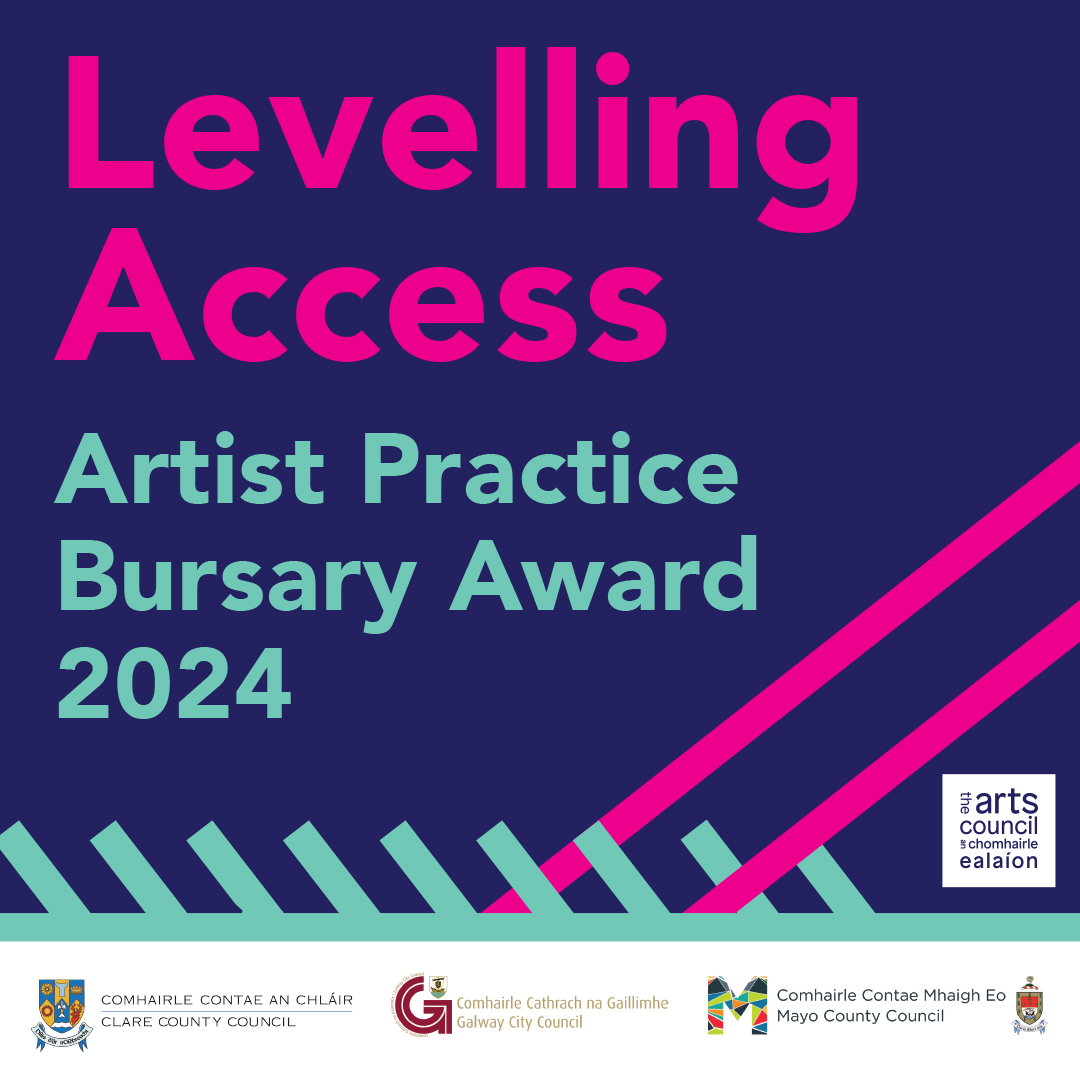 Levelling
Access
Artist Practice
Bursary Award
2024
the arts
council
an chomhairle
ealaíon
COMHAIRLE CONTAE AN CHLÁIR
CLARE COUNTY COUNCIL
Comhairle Cathrach na Gaillimhe
Galway City Council
Comhairle Contae Mhaigh Eo
Mayo County Council